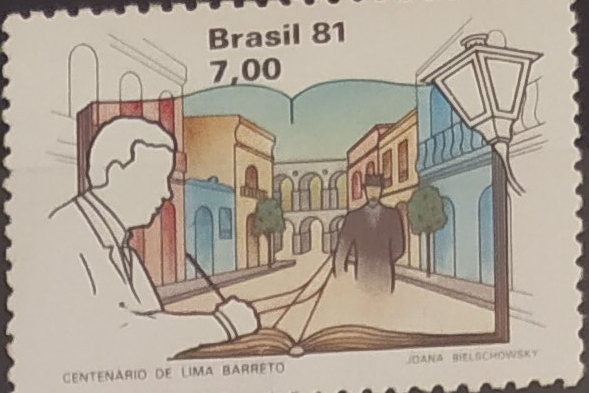 Brasil 81
7,00
CENTENÁRIO DE LIMA BARRETO
JOANA BIELSCHOWSKY